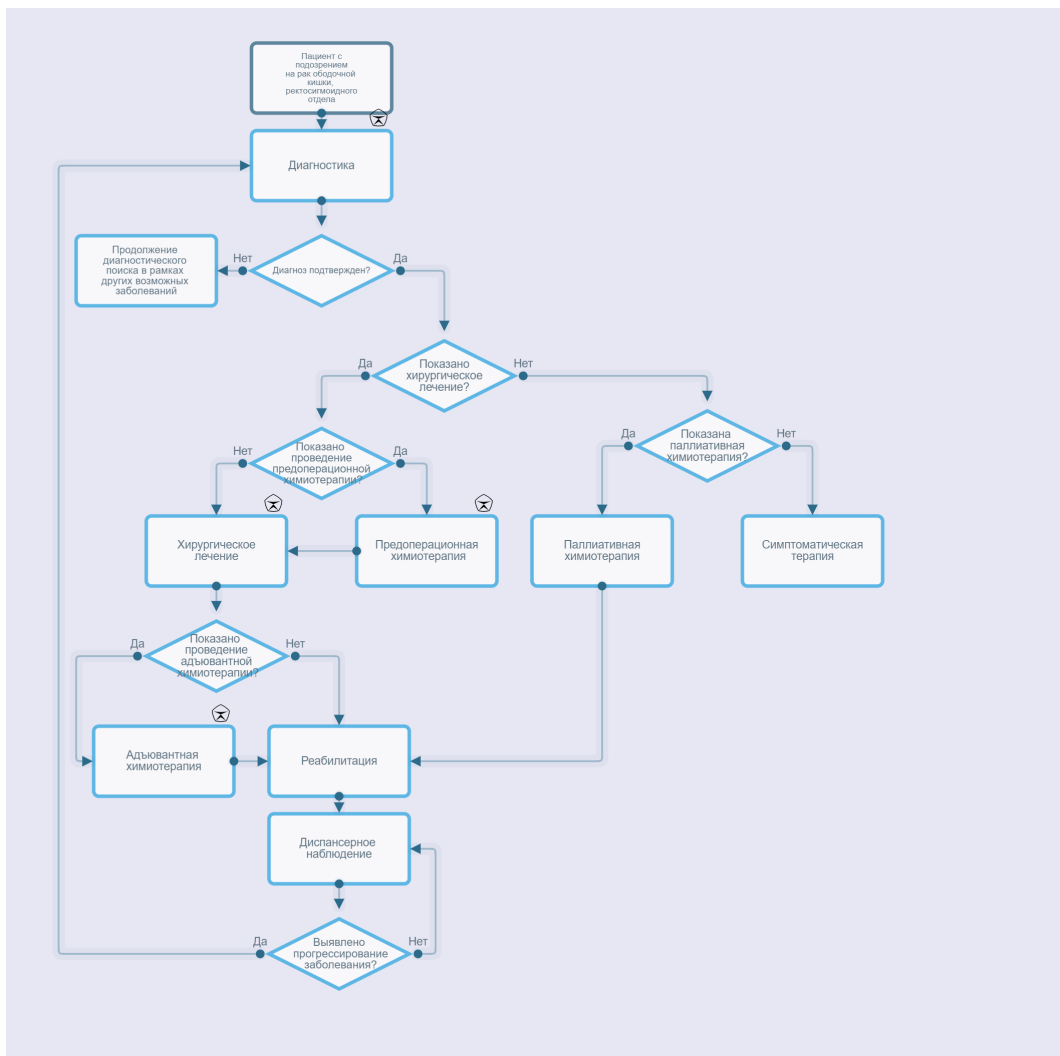 Пациент с
подозрением
на рак ободочной
кишки,
ректосигмоидного
отдела
Диагностика
Продолжение
диагностического
поиска в рамках
других возможных
заболеваний
Нет
Диагноз подтвержден?
Да
Да
Показано
хирургическое
лечение?
Нет
Нет
Показано
проведение
предоперационной
химиотерапии?
Да
Да
Показана
паллиативная
химиотерапия?
Нет
Хирургическое
лечение
Предоперационная
химиотерапия
Паллиативная
химиотерапия
Симптоматическая
терапия
Да
Показано
проведение
адъювантной
химиотерапии?
Нет
Адъювантная
химиотерапия
Реабилитация
Диспансерное
наблюдение
Да
Выявлено
прогрессирование
заболевания?
Нет